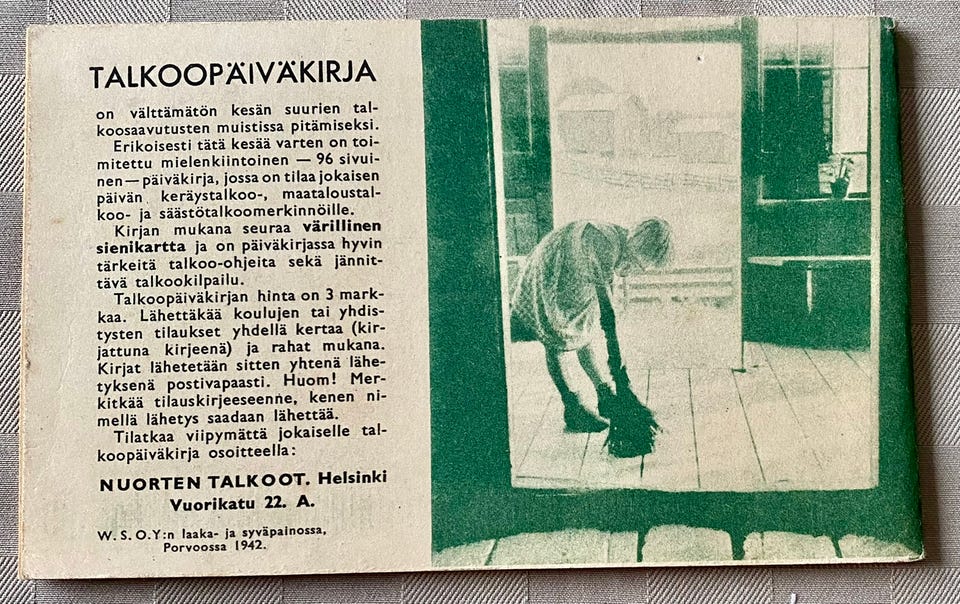 TALKOOPÄIVÄKIRJA
on välttämätön kesän suurien tal-
koosaavutusten muistissa pitämiseksi.
Erikoisesti tätä kesää varten on toi-
mitettu mielenkiintoinen — 96 sivui-
nen — päiväkirja, jossa on tilaa jokaisen
päivän keräystalkoo-, maataloustal-
koo- ja säästötalkoomerkinnöille.
Kirjan mukana seuraa värillinen
sienikartta ja on päiväkirjassa hyvin
tärkeitä talkoo-ohjeita sekä jännit-
tävä talkookilpailu.
Talkoopäiväkirjan hinta on 3 mark-
kaa. Lähettäkää koulujen tai yhdis-
tysten tilaukset yhdellä kertaa (kir-
jattuna kirjeenä) ja rahat mukana.
Kirjat lähetetään sitten yhtenä lähe-
tyksenä postivapaasti. Huom! Mer-
kitkää tilauskirjeeseenne, kenen ni-
mellä lähetys saadaan lähettää.
Tilatkaa viipymättä jokaiselle tal-
koopäiväkirja osoitteella:
NUORTEN TALKOOT. Helsinki
Vuorikatu 22. A.
W. S. O.Y:n laaka- ja syväpainossa,
Porvoossa 1942.